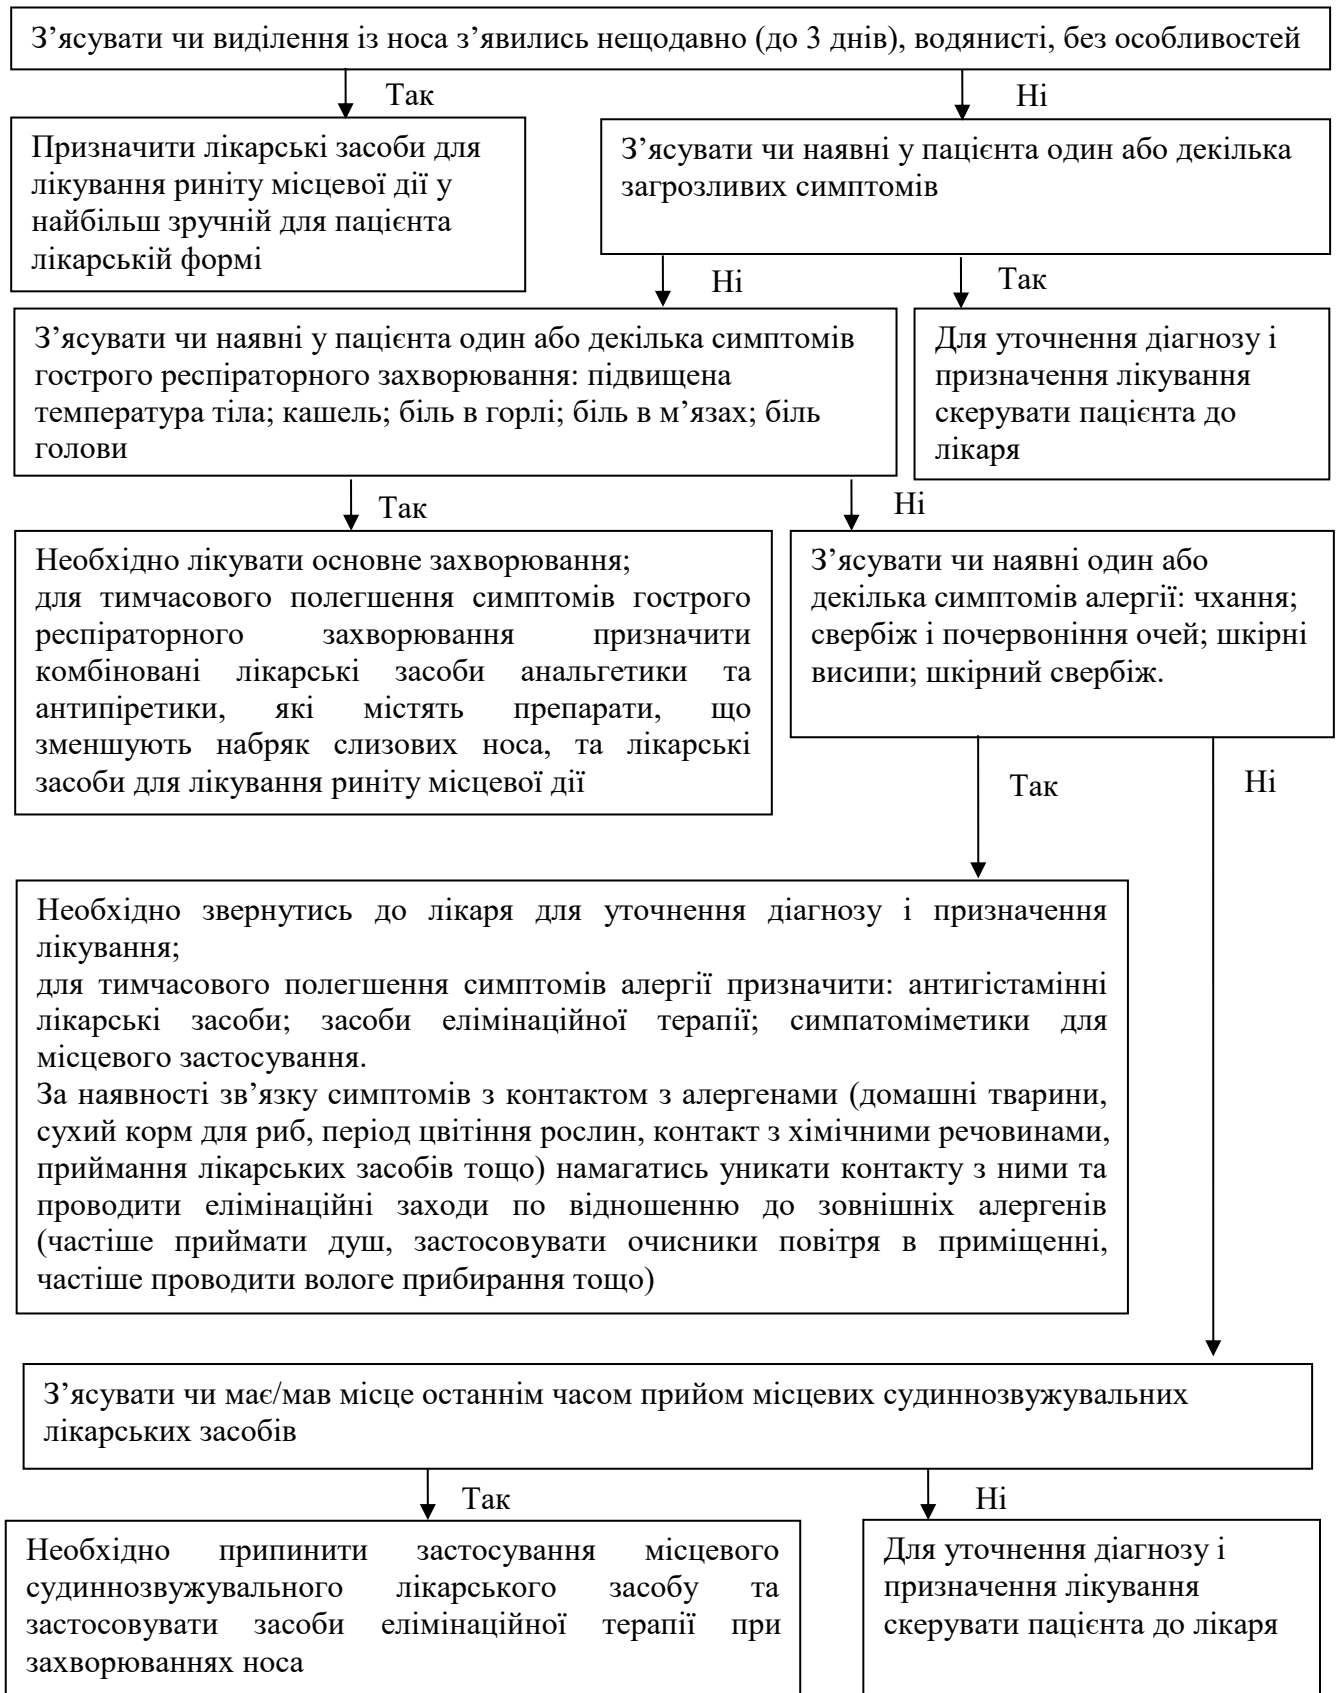 З’ясувати чи виділення із носа з’явились нещодавно (до 3 днів), водянисті, без особливостей
Так
Ні
Призначити лікарські засоби для
лікування риніту місцевої дії у
найбільш зручній для пацієнта
лікарській формі
З’ясувати чи наявні у пацієнта один або декілька
загрозливих симптомів
Ні
Так
З’ясувати чи наявні у пацієнта один або декілька симптомів
гострого респіраторного захворювання: підвищена
температура тіла; кашель; біль в горлі; біль в м’язах; біль
голови
Для уточнення діагнозу і
призначення лікування
скерувати пацієнта до
лікаря
Так
Ні
Необхідно лікувати основне захворювання;
для тимчасового полегшення симптомів гострого
респіраторного захворювання призначити
комбіновані лікарські засоби анальгетики та
антипіретики, які містять препарати, що
зменшують набряк слизових носа, та лікарські
засоби для лікування риніту місцевої дії
З’ясувати чи наявні один або
декілька симптомів алергії: чхання;
свербіж і почервоніння очей; шкірні
висипи; шкірний свербіж.
Так
Ні
Необхідно звернутись до лікаря для уточнення діагнозу і призначення
лікування;
для тимчасового полегшення симптомів алергії призначити: антигістамінні
лікарські засоби; засоби елімінаційної терапії; симпатоміметики для
місцевого застосування.
За наявності зв’язку симптомів з контактом з алергенами (домашні тварини,
сухий корм для риб, період цвітіння рослин, контакт з хімічними речовинами,
приймання лікарських засобів тощо) намагатись уникати контакту з ними та
проводити елімінаційні заходи по відношенню до зовнішніх алергенів
(частіше приймати душ, застосовувати очисники повітря в приміщенні,
частіше проводити вологе прибирання тощо)
З’ясувати чи має/мав місце останнім часом прийом місцевих судиннозвужувальних
лікарських засобів
Так
Ні
Необхідно припинити застосування місцевого
судиннозвужувального лікарського засобу та
застосовувати засоби елімінаційної терапії при
захворюваннях носа
Для уточнення діагнозу і
призначення лікування
скерувати пацієнта до лікаря